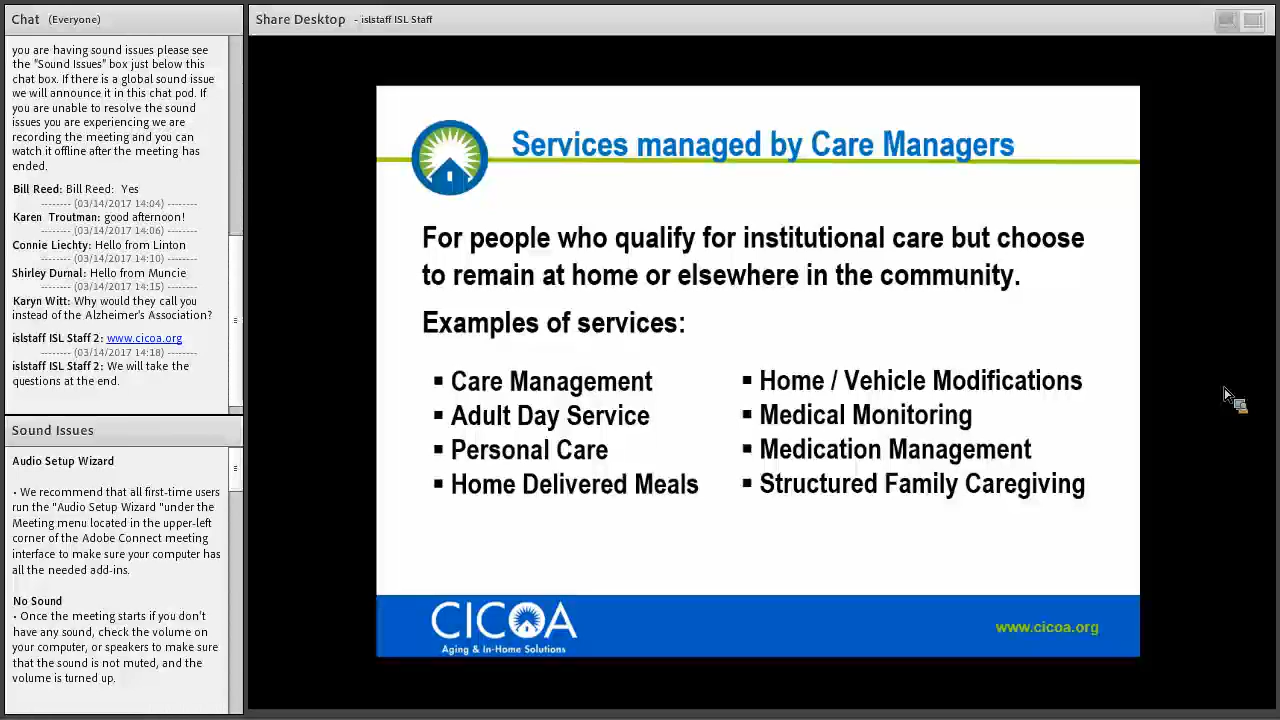 Chat (Everyone)
you are having sound issues please see
the "Sound Issues" box just below this
chat box. If there is a global sound issue
we will announce it in this chat pod. If
you are unable to resolve the sound
issues you are experiencing we are
recording the meeting and you can
watch it offline after the meeting has
ended.
Bill Reed: Bill Reed: Yes
-------- (03/14/2017 14:04) --------
Karen Troutman: good afternoon!
-------- (03/14/2017 14:06) --------
Connie Liechty: Hello from Linton
-------- (03/14/2017 14:10) --------
Shirley Durnal: Hello from Muncie
-------- (03/14/2017 14:15) --------
Karyn Witt: Why would they call you
instead of the Alzheimer's Association?
islstaff ISL Staff 2: www.cicoa.org
-------- (03/14/2017 14:18) --------
islstaff ISL Staff 2: We will take the
questions at the end.
Sound Issues
Audio Setup Wizard
• We recommend that all first-time users
run the "Audio Setup Wizard "under the
Meeting menu located in the upper-left
corner of the Adobe Connect meeting
interface to make sure your computer has
all the needed add-ins.
No Sound
• Once the meeting starts if you don't
have any sound, check the volume on
your computer, or speakers to make sure
that the sound is not muted, and the
volume is turned up.
Share Desktop - islstaff ISL Staff
Services managed by Care Managers
For people who qualify for institutional care but choose
to remain at home or elsewhere in the community.
Examples of services:
▪ Care Management
▪ Adult Day Service
▪ Personal Care
▪ Home Delivered Meals
▪ Home / Vehicle Modifications
▪ Medical Monitoring
▪ Medication Management
▪ Structured Family Caregiving
CICOA
Aging & In-Home Solutions
www.cicoa.org